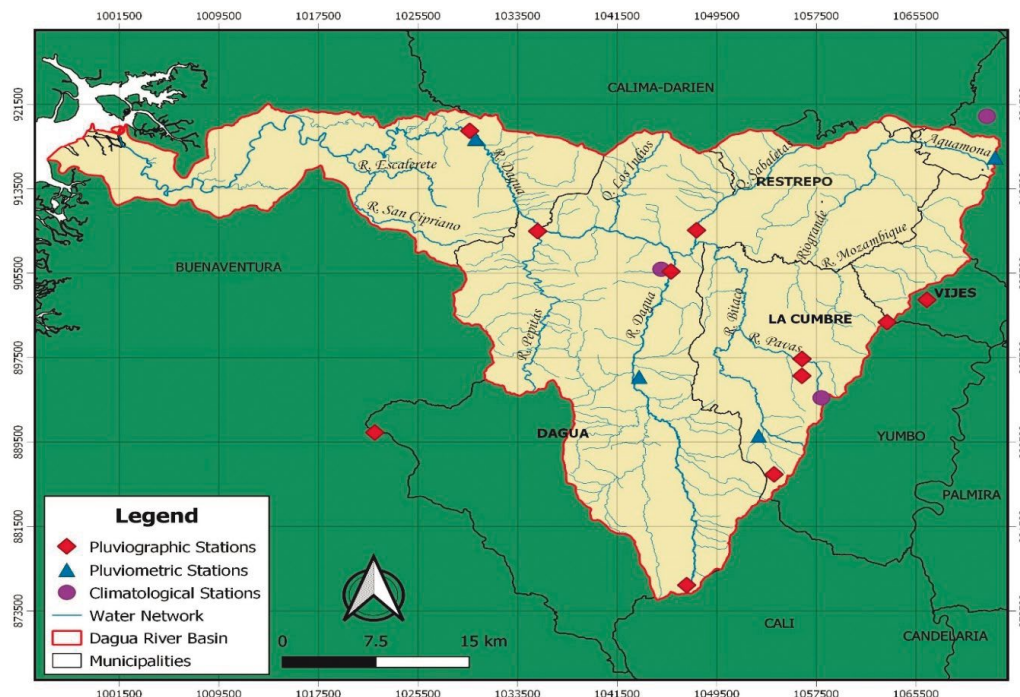 1001500 1009500 1017500 1025500 1033500 1041500 1049500 1057500 1065500
CALIMA-DARIEN
921500
913500
905500
897500
889500
881500
873500
R. Escalerete
R. San Cipriano
R. Dagua
Q. Los Indios
Q. Sabaletas
RESTREPO
Q. Aguamona
Riogrande
R. Mozambique
BUENAVENTURA
VIJES
R. Dagua
R. Bitaco
LA CUMBRE
R. Pepitas
R. Pavas
DAGUA
YUMBO
PALMIRA
CALI
CANDELARIA
Legend
Pluviographic Stations
Pluviometric Stations
Climatological Stations
Water Network
Dagua River Basin
Municipalities
0 7.5 15 km
1001500 1009500 1017500 1025500 1033500 1041500 1049500 1057500 1065500